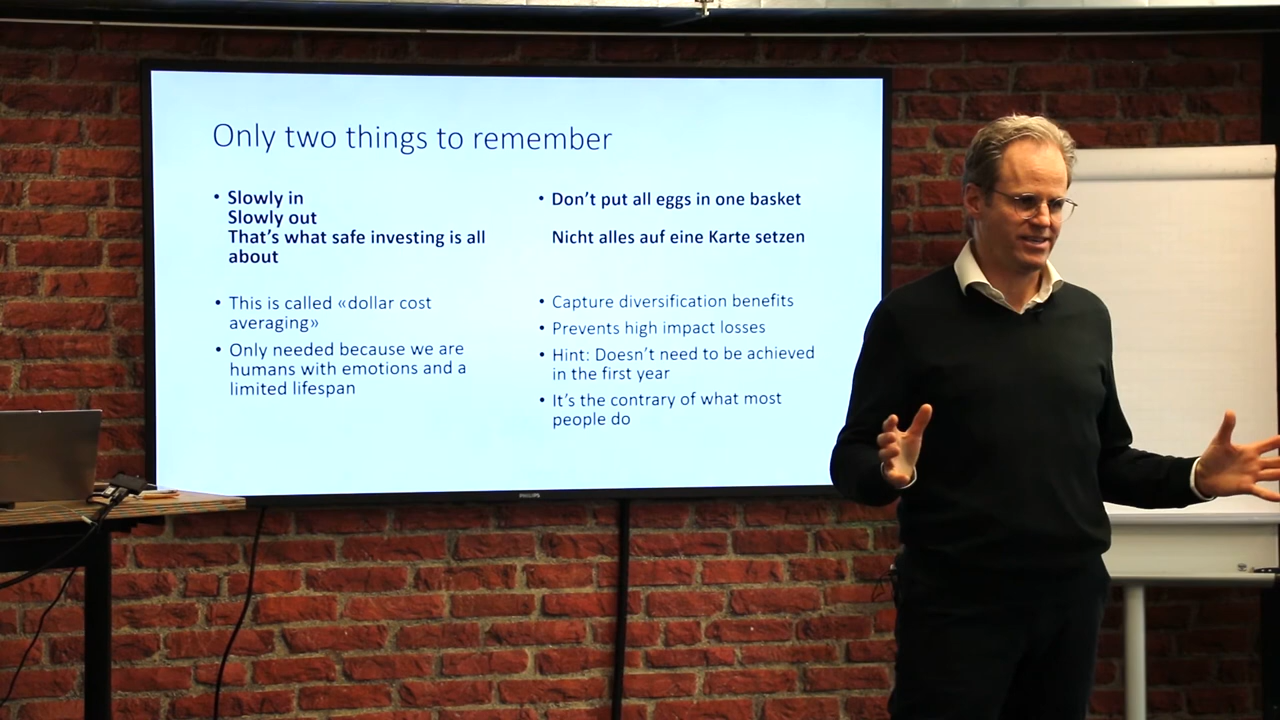 Only two things to remember
• Slowly in
Slowly out
That's what safe investing is all
about
• This is called «dollar cost
averaging»
• Only needed because we are
humans with emotions and a
limited lifespan
• Don't put all eggs in one basket
Nicht alles auf eine Karte setzen
• Capture diversification benefits
• Prevents high impact losses
• Hint: Doesn't need to be achieved
in the first year
• It's the contrary of what most
people do
PHILIPS